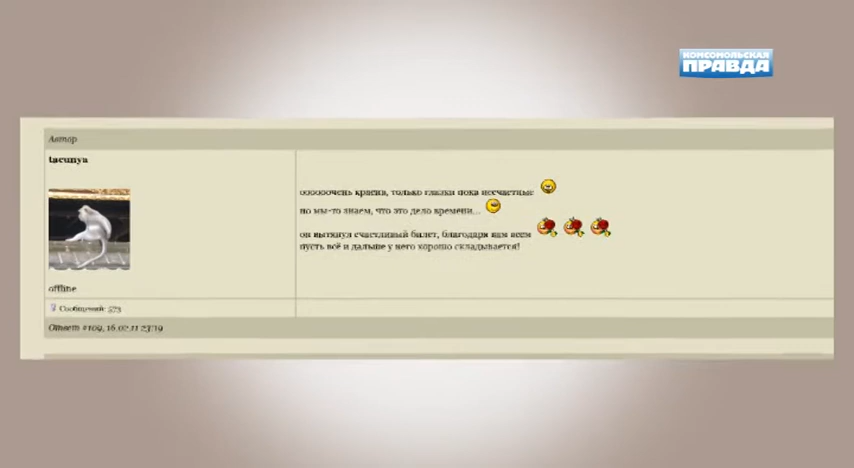 КОМСОМОЛЬСКАЯ
ПРАВДА
Автор
tacunya
оооооочень красив, только глазки пока несчастные
но мы-то знаем, что это дело времени...
он вытянул счастливый билет, благодаря вам всем
пусть всё и дальше у него хорошо складывается!
offline
Сообщений: 573
Ответ #109, 16.02.11 23:19